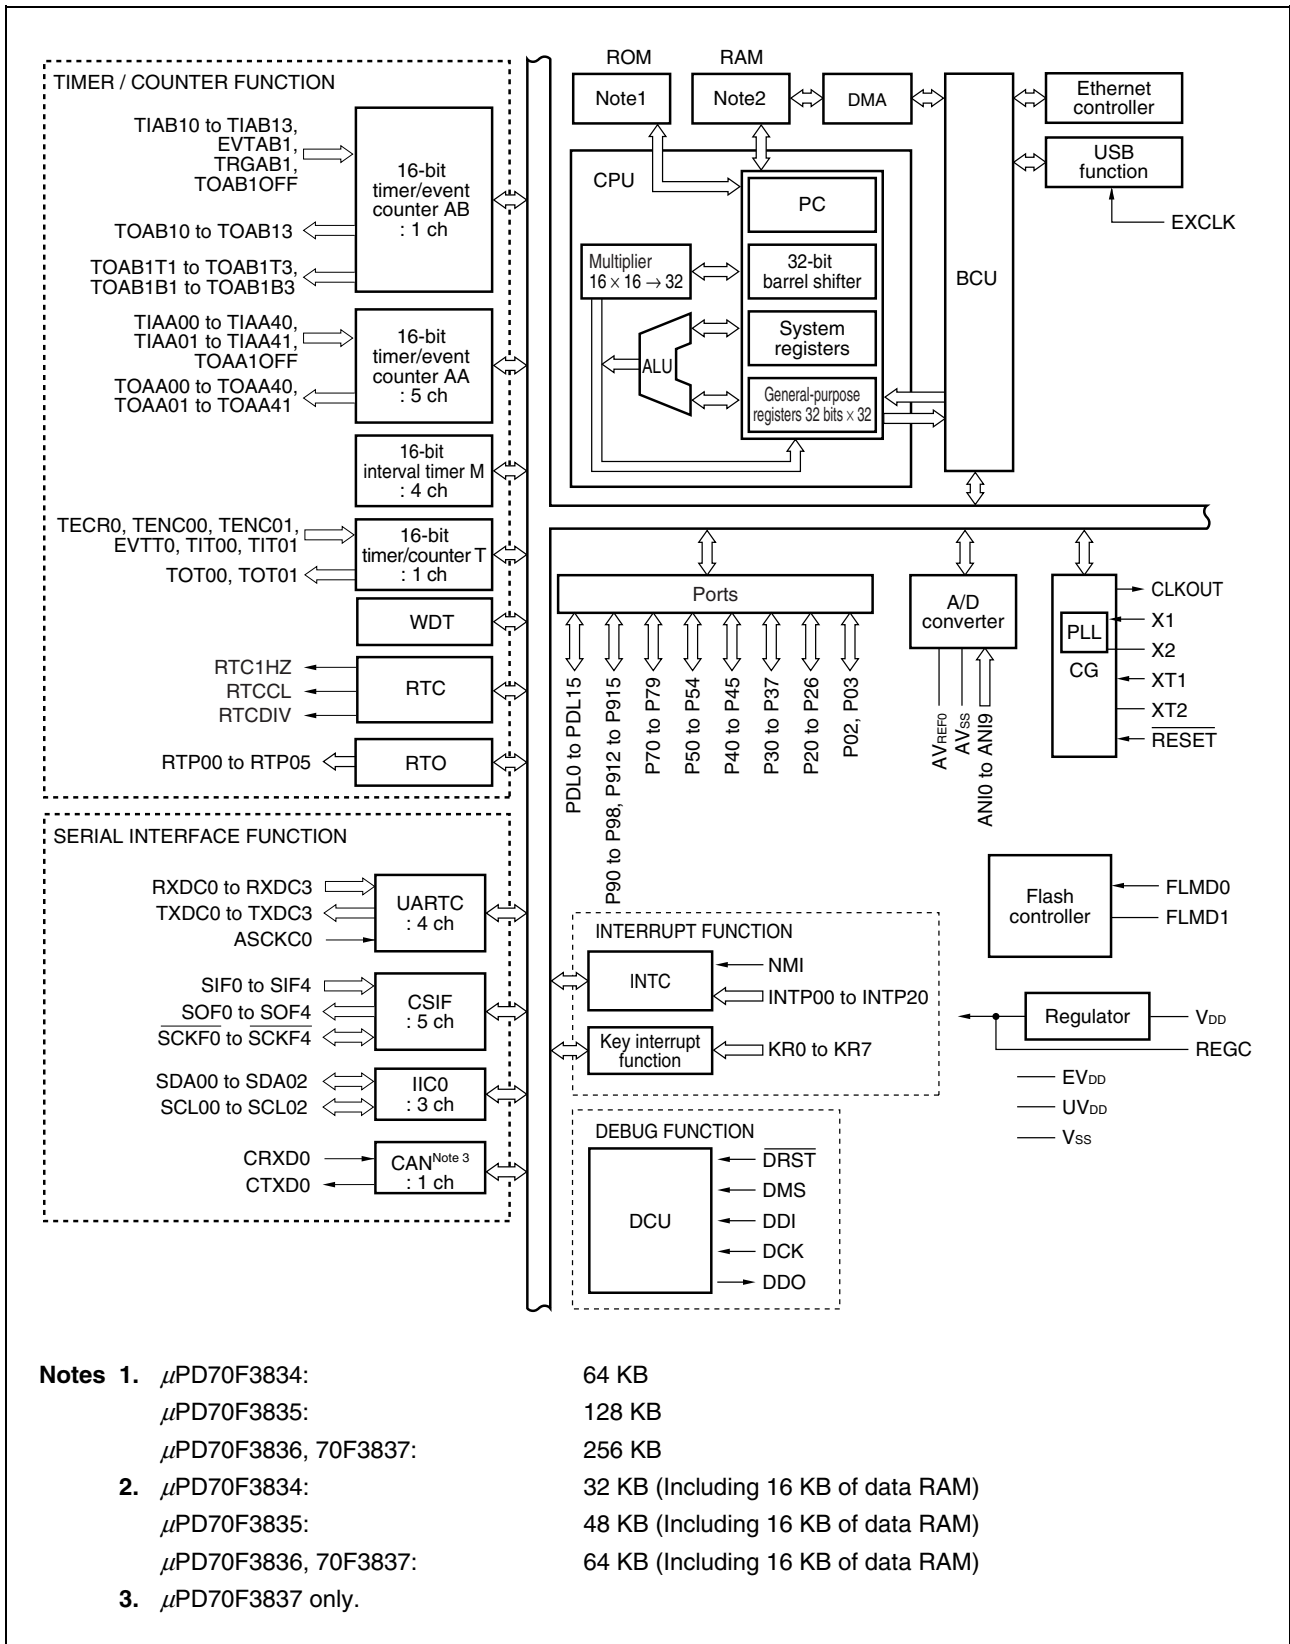 TIMER / COUNTER FUNCTION
TIAB10 to TIAB13,
EVTAB1,
TRGAB1,
TOAB1OFF
TOAB10 to TOAB13
TOAB1T1 to TOAB1T3,
TOAB1B1 to TOAB1B3
16-bit
timer/event
counter AB
: 1 ch
TIAA00 to TIAA40,
TIAA01 to TIAA41,
TOAA1OFF
TOAA00 to TOAA40,
TOAA01 to TOAA41
16-bit
timer/event
counter AA
: 5 ch
16-bit
interval timer M
: 4 ch
TECR0, TENC00, TENC01,
EVTT0, TIT00, TIT01
TOT00, TOT01
16-bit
timer/counter T
: 1 ch
WDT
RTC1HZ
RTCCL
RTCDIV
RTC
RTP00 to RTP05
RTO
SERIAL INTERFACE FUNCTION
RXDC0 to RXDC3
TXDC0 to TXDC3
ASCKC0
UARTC
: 4 ch
SIF0 to SIF4
SOF0 to SOF4
SCKF0 to SCKF4
CSIF
: 5 ch
SDA00 to SDA02
SCL00 to SCL02
IIC0
: 3 ch
CRXD0
CTXD0
CAN Note 3
: 1 ch
ROM
Note1
RAM
Note2
DMA
BCU
Ethernet
controller
USB
function
EXCLK
CPU
PC
Multiplier
16 × 16 → 32
32-bit
barrel shifter
ALU
System
registers
General-purpose
registers 32 bits × 32
Ports
PDL0 to PDL15
P90 to P98, P912 to P915
P70 to P79
P50 to P54
P40 to P45
P30 to P37
P20 to P26
P02, P03
A/D
converter
AVREF0
AVSS
ANI0 to ANI9
PLL
CG
CLKOUT
X1
X2
XT1
XT2
RESET
Flash
controller
FLMD0
FLMD1
INTERRUPT FUNCTION
INTC
NMI
INTP00 to INTP20
Key interrupt
function
KR0 to KR7
Regulator
VDD
REGC
EVDD
UVDD
VSS
DEBUG FUNCTION
DCU
DRST
DMS
DDI
DCK
DDO
Notes 1. μPD70F3834: 64 KB
μPD70F3835: 128 KB
μPD70F3836, 70F3837: 256 KB
2. μPD70F3834: 32 KB (Including 16 KB of data RAM)
μPD70F3835: 48 KB (Including 16 KB of data RAM)
μPD70F3836, 70F3837: 64 KB (Including 16 KB of data RAM)
3. μPD70F3837 only.